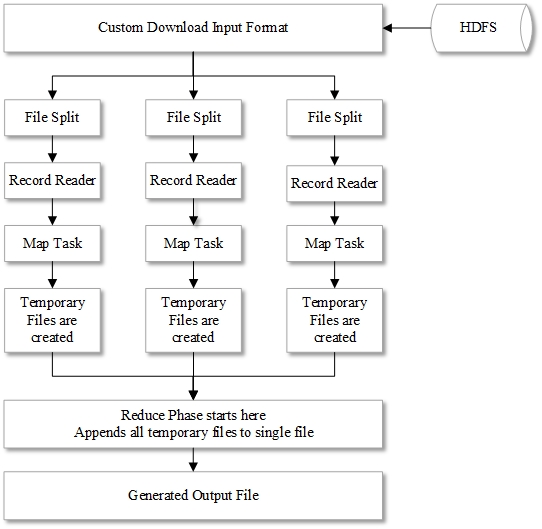 Custom Download Input Format
HDFS
File Split
File Split
File Split
Record Reader
Record Reader
Record Reader
Map Task
Map Task
Map Task
Temporary
Files are
created
Temporary
Files are
created
Temporary
Files are
created
Reduce Phase starts here
Appends all temporary files to single file
Generated Output File